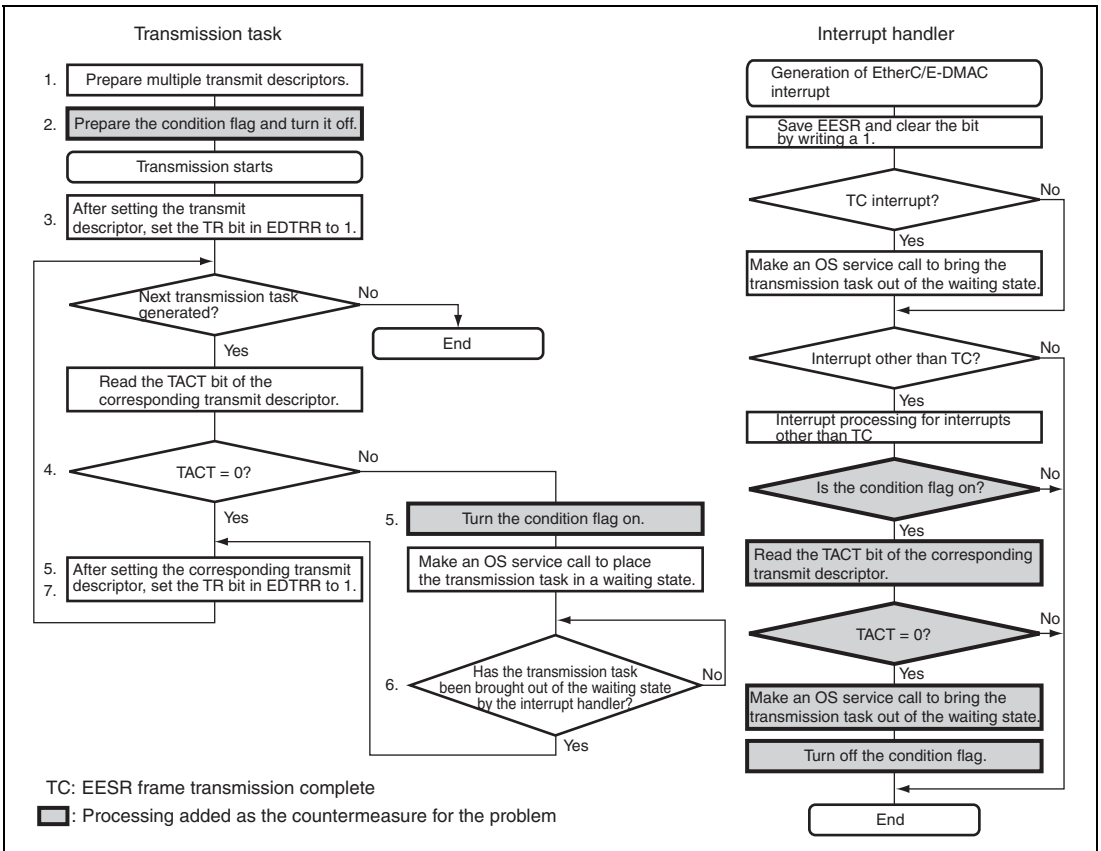 Transmission task
1.
Prepare multiple transmit descriptors.
2.
Prepare the condition flag and turn it off.
Transmission starts
3.
After setting the transmit
descriptor, set the TR bit in EDTRR to 1.
Next transmission task
generated?
No
End
Yes
Read the TACT bit of the
corresponding transmit descriptor.
4.
TACT = 0?
No
Yes
5.
Turn the condition flag on.
Make an OS service call to place
the transmission task in a waiting state.
6.
Has the transmission task
been brought out of the waiting state
by the interrupt handler?
No
Yes
5.
7.
After setting the corresponding transmit
descriptor, set the TR bit in EDTRR to 1.
Interrupt handler
Generation of EtherC/E-DMAC
interrupt
Save EESR and clear the bit
by writing a 1.
TC interrupt?
No
Yes
Make an OS service call to bring the
transmission task out of the waiting state.
Interrupt other than TC?
No
Yes
Interrupt processing for interrupts
other than TC
Is the condition flag on?
No
Yes
Read the TACT bit of the corresponding
transmit descriptor.
TACT = 0?
No
Yes
Make an OS service call to bring the
transmission task out of the waiting state.
Turn off the condition flag.
End
TC: EESR frame transmission complete
: Processing added as the countermeasure for the problem